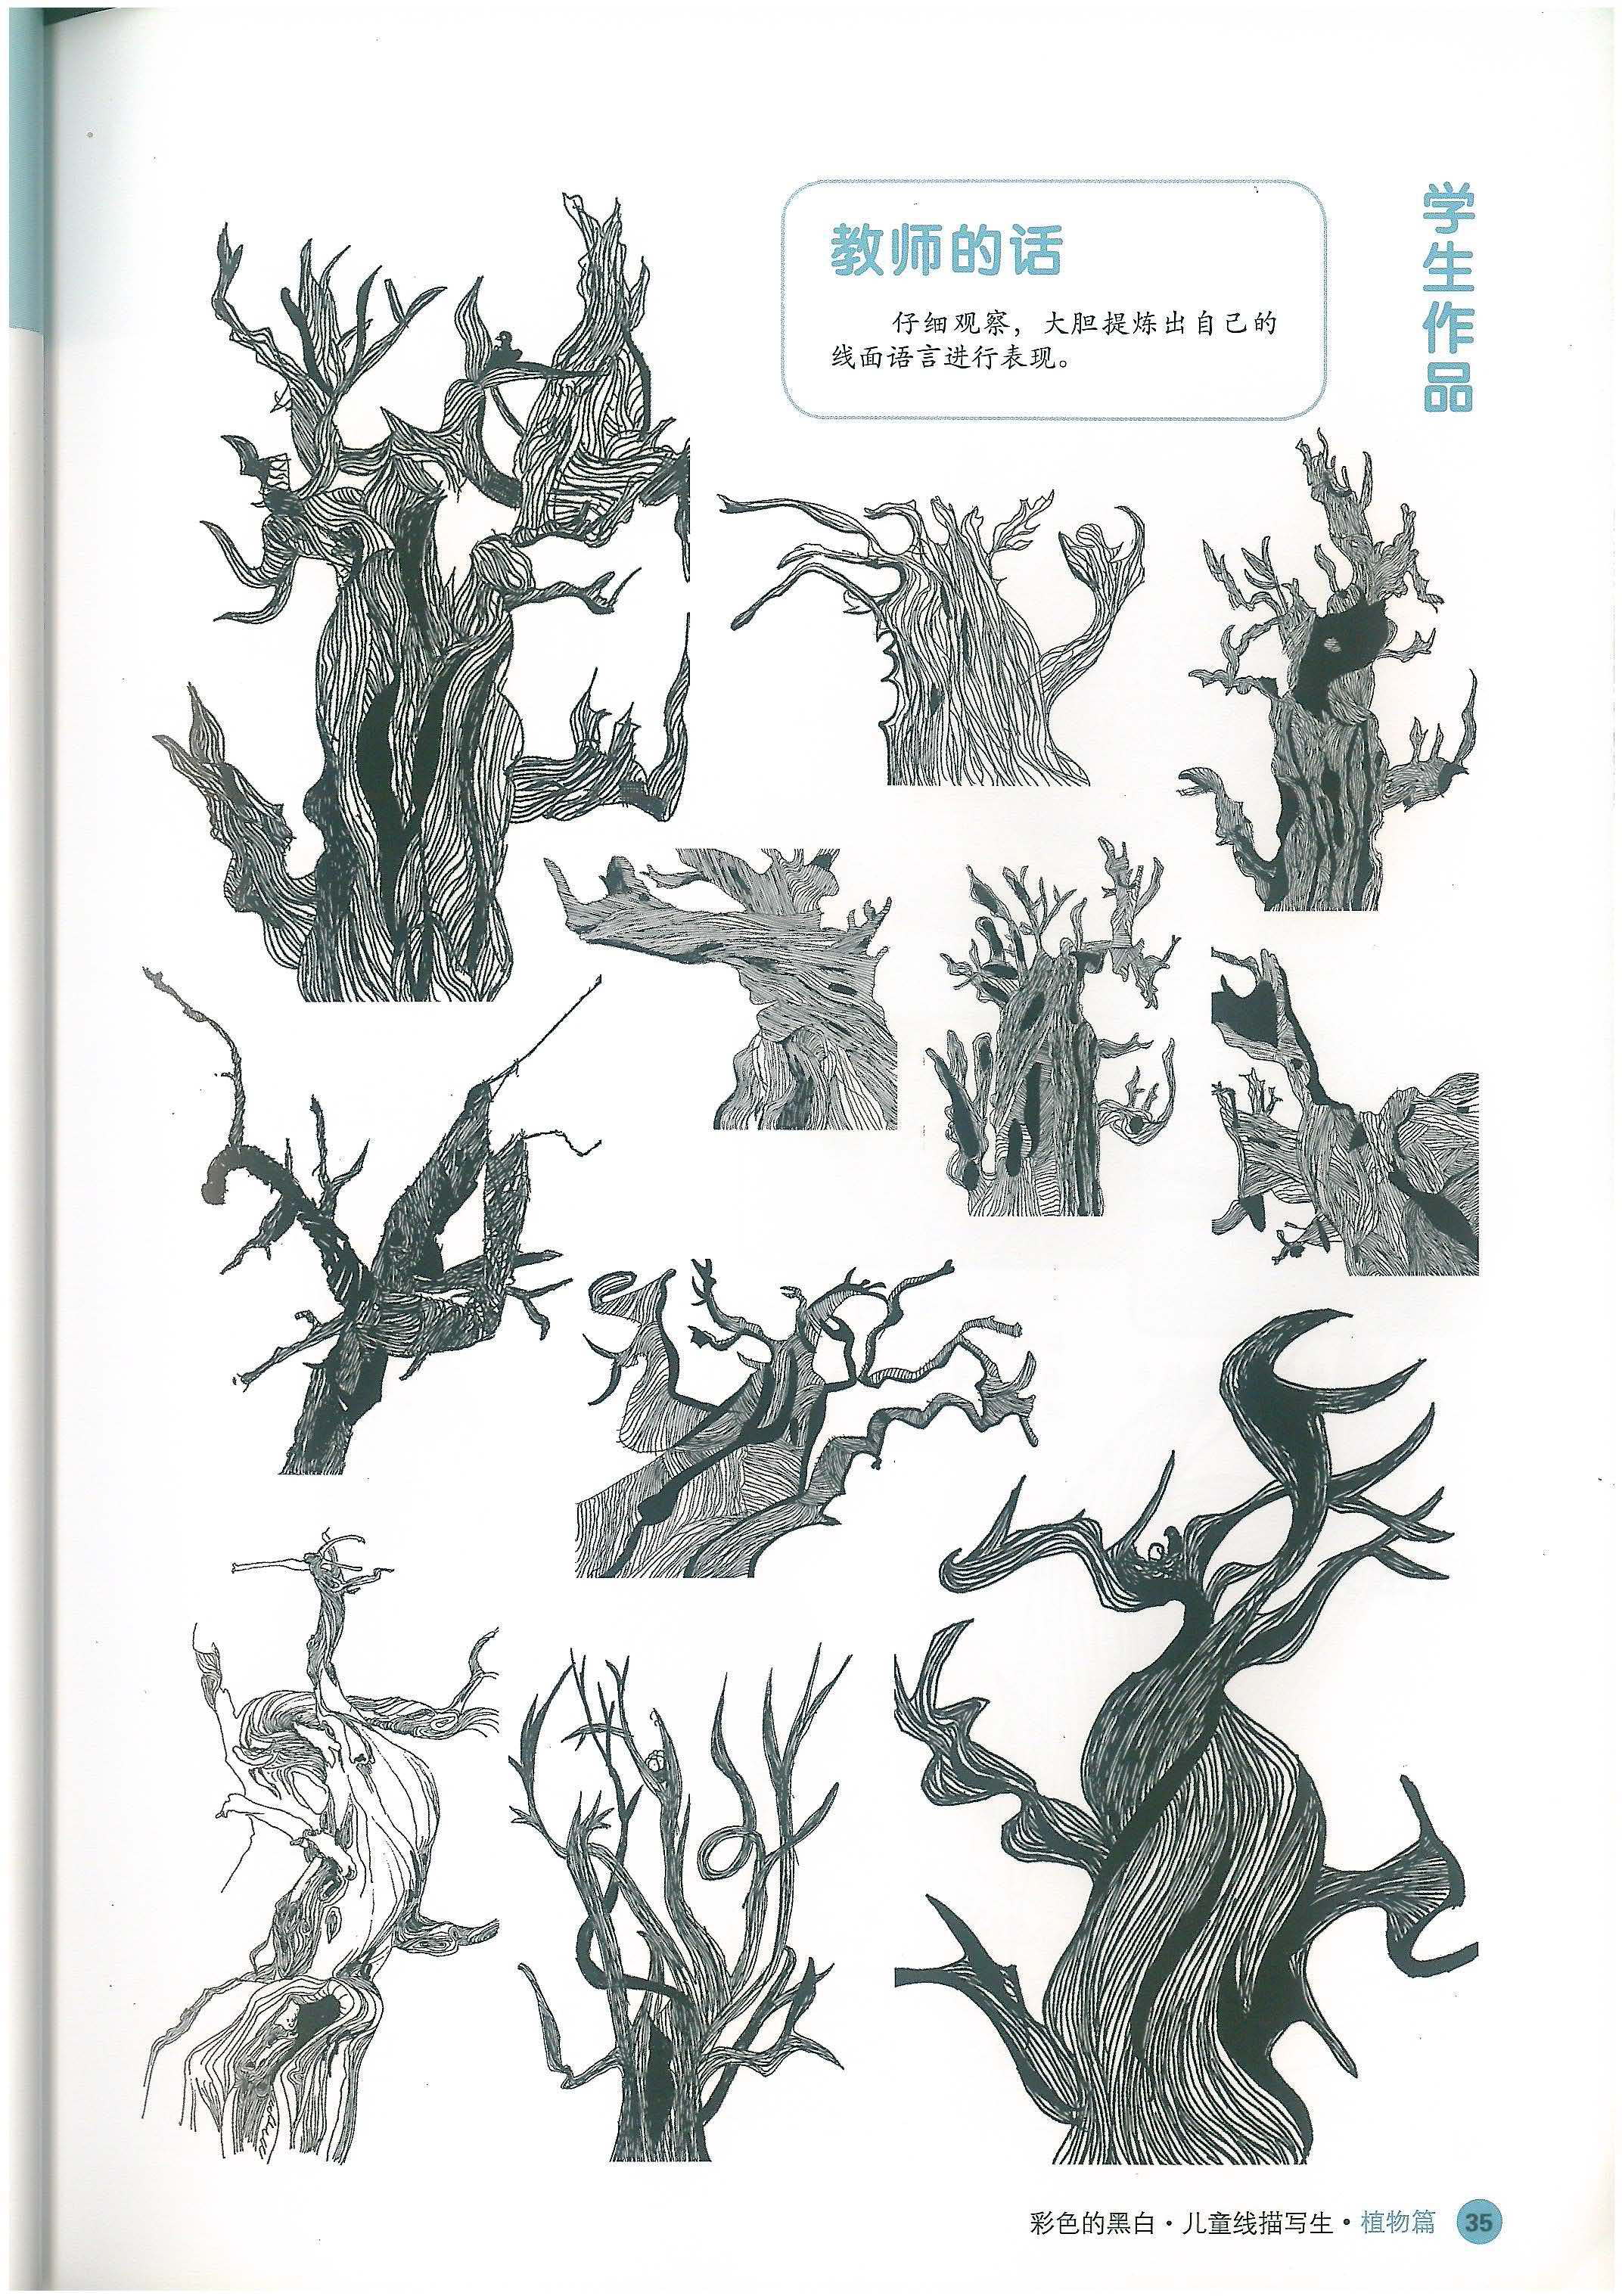 学生作品
教师的话
仔细观察，大胆提炼出自己的
线面语言进行表现。
彩色的黑白·儿童线描写生·植物篇 35